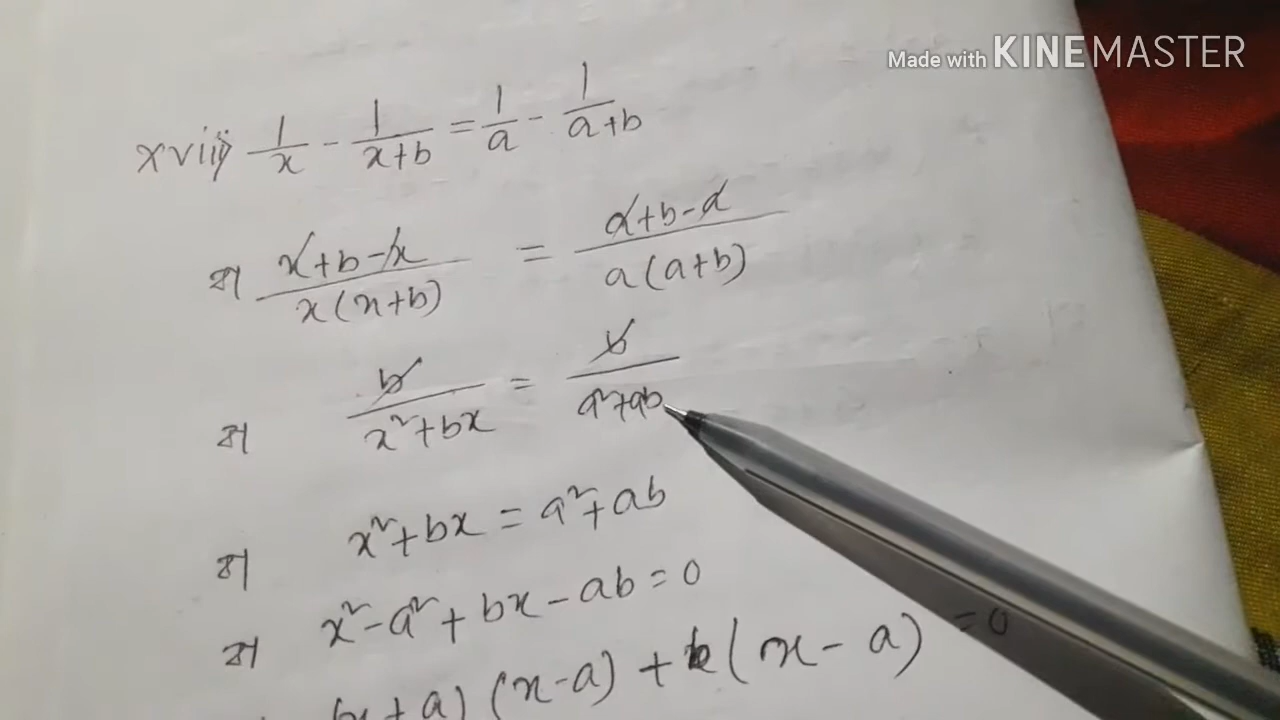 Made with KINEMASTER
xviii) 1/x - 1/(x+b) = 1/a - 1/(a+b)
বা (x+b-x)/(x(x+b)) = (a+b-a)/(a(a+b))
বা b/(x²+bx) = b/(a²+ab)
বা x²+bx = a²+ab
বা x²-a²+bx-ab=0
(x+a)(x-a)+b(x-a)=0